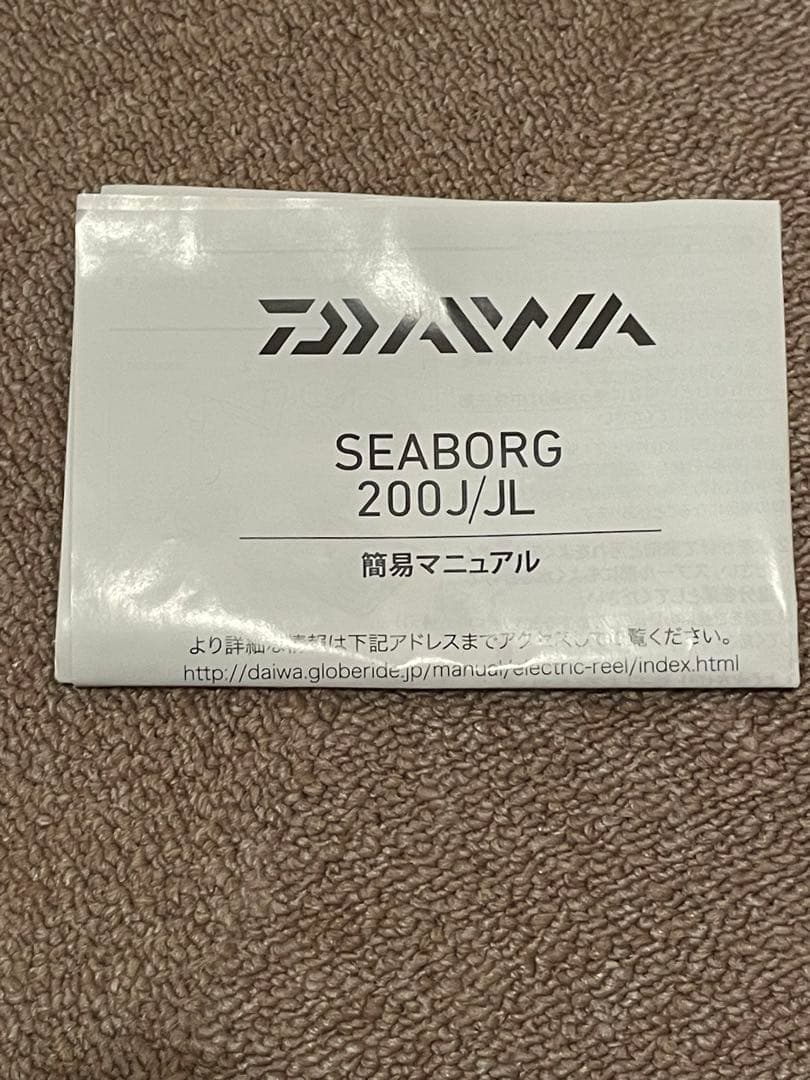 DAIWA
SEABORG
200J/JL
簡易マニュアル
より詳細な情報は下記アドレスまでアクセスしてご覧ください。
http://daiwa.globeride.jp/manual/electric-reel/index.html